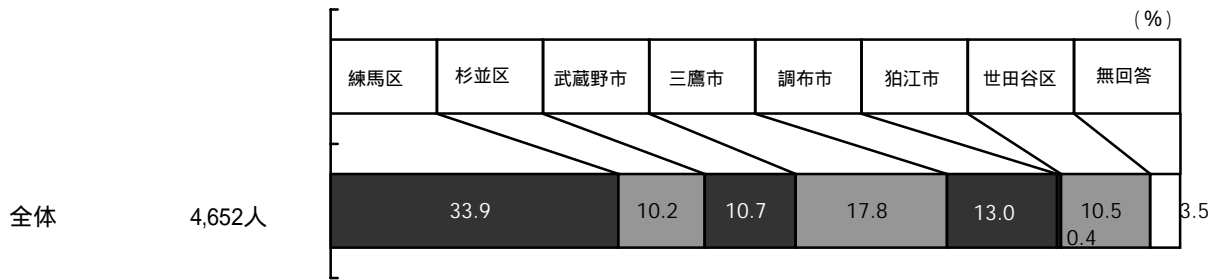 (％)
練馬区 杉並区 武蔵野市 三鷹市 調布市 狛江市 世田谷区 無回答
全体 4,652人 33.9 10.2 10.7 17.8 13.0 0.4 10.5 3.5